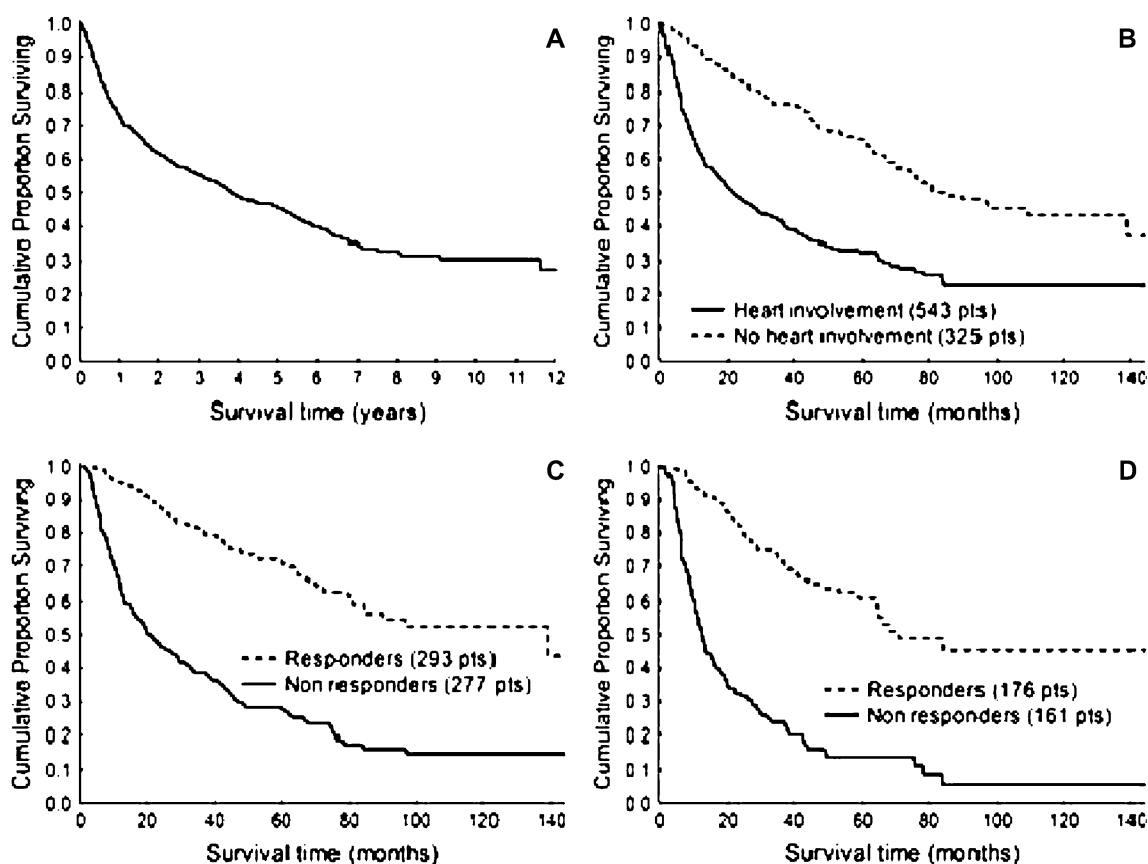 A
Cumulative Proportion Surviving
1.0
0.9
0.8
0.7
0.6
0.5
0.4
0.3
0.2
0.1
0.0
0 1 2 3 4 5 6 7 8 9 10 11 12
Survival time (years)
B
Cumulative Proportion Surviving
1.0
0.9
0.8
0.7
0.6
0.5
0.4
0.3
0.2
0.1
0.0
Heart involvement (543 pts)
No heart involvement (325 pts)
0 20 40 60 80 100 120 140
Survival time (months)
C
Cumulative Proportion Surviving
1.0
0.9
0.8
0.7
0.6
0.5
0.4
0.3
0.2
0.1
0.0
Responders (293 pts)
Non responders (277 pts)
0 20 40 60 80 100 120 140
Survival time (months)
D
Cumulative Proportion Surviving
1.0
0.9
0.8
0.7
0.6
0.5
0.4
0.3
0.2
0.1
0.0
Responders (176 pts)
Non responders (161 pts)
0 20 40 60 80 100 120 140
Survival time (months)